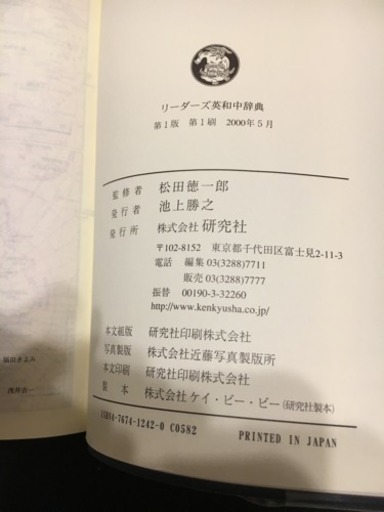 リーダーズ英和中辞典
第1版 第1刷 2000年5月
監修者 松田徳一郎
発行者 池上勝之
発行所 株式会社 研究社
〒102-8152 東京都千代田区富士見2-11-3
電話 編集 03(3288)7711
販売 03(3288)7777
振替 00190-3-32260
http://www.kenkyusha.co.jp/
本文組版 研究社印刷株式会社
写真製版 株式会社近藤写真製版所
本文印刷 研究社印刷株式会社
製本 株式会社 ケイ・ビー・ビー(研究社製本)
ISBN4-7674-1242-0 C0582
PRINTED IN JAPAN